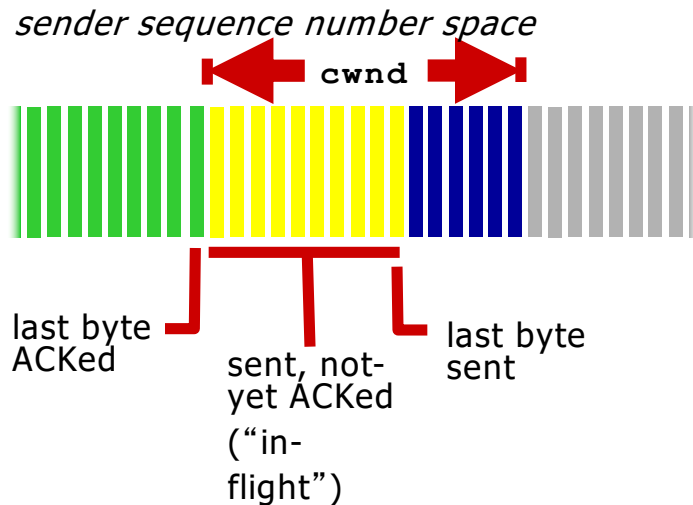 sender sequence number space
cwnd
last byte
ACKed
sent, not-
yet ACKed
(“in-
flight”)
last byte
sent